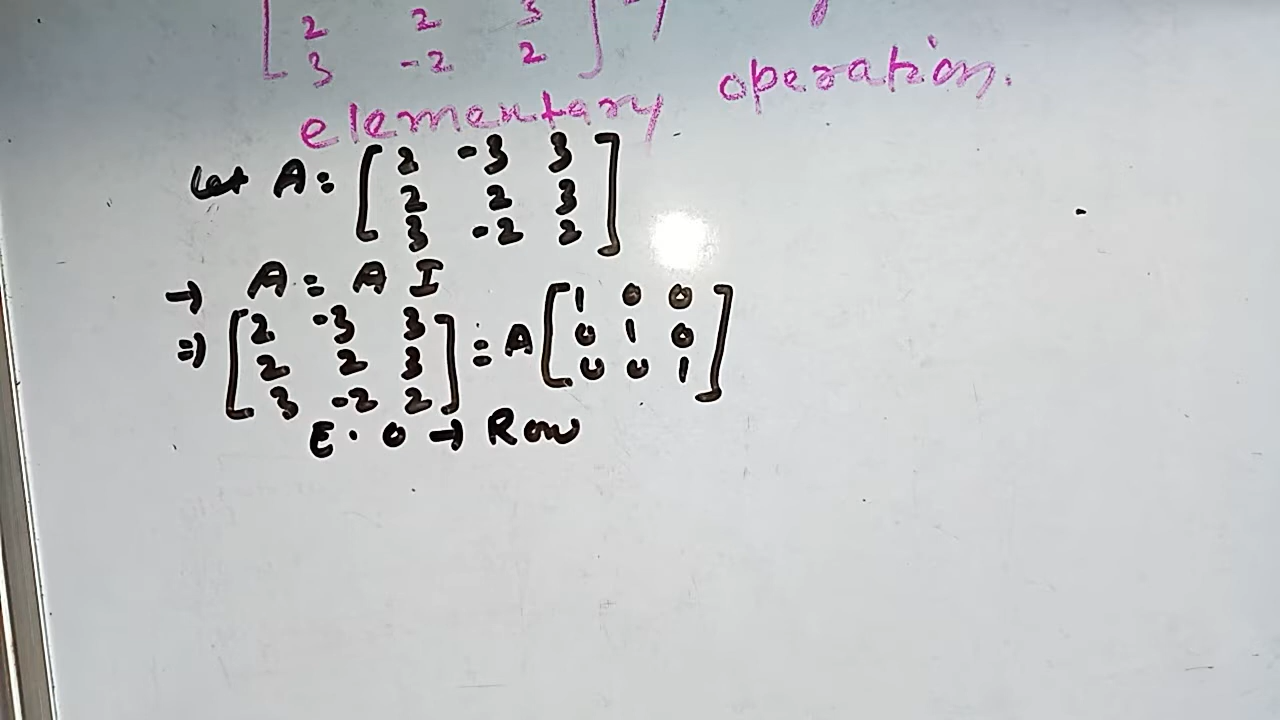 2 2 3
3 -2 2
elementary operation.
Let A = [2 -3 3
2 2 3
3 -2 2]
→ A = A I
⇒ [2 -3 3
2 2 3
3 -2 2] = A [1 0 0
0 1 0
0 0 1]
E. O → Row